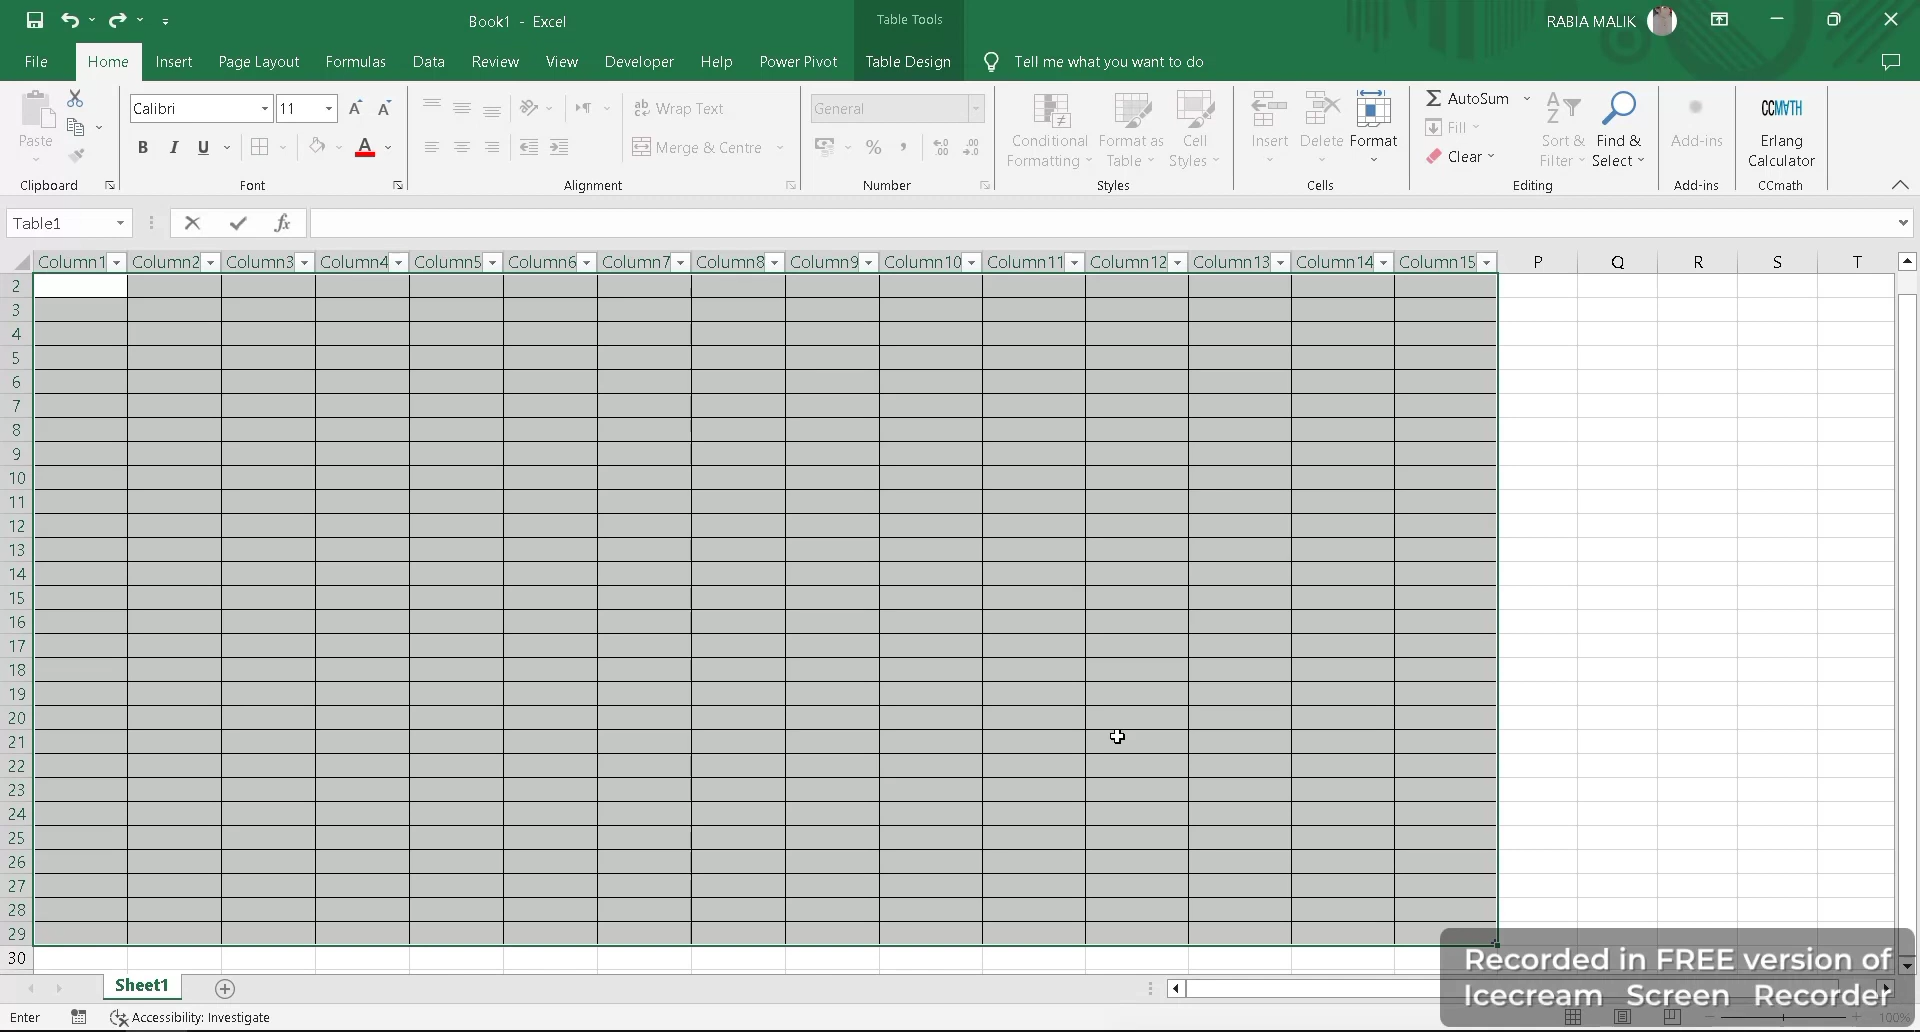 Book1 - Excel
Table Tools
RABIA MALIK
File Home Insert Page Layout Formulas Data Review View Developer Help Power Pivot Table Design Tell me what you want to do
Calibri 11 ab Wrap Text General AutoSum CCMATH
Paste B I U Merge & Centre % Conditional Formatting Format as Table Cell Styles Insert Delete Format Fill Clear Sort & Filter Find & Select Add-ins Erlang Calculator
Clipboard Font Alignment Number Styles Cells Editing Add-ins CCmath
Table1 fx
Column1 Column2 Column3 Column4 Column5 Column6 Column7 Column8 Column9 Column10 Column11 Column12 Column13 Column14 Column15 P Q R S T
2
3
4
5
6
7
8
9
10
11
12
13
14
15
16
17
18
19
20
21
22
23
24
25
26
27
28
29
30
Sheet1
Recorded in FREE version of
Icecream Screen Recorder
Enter Accessibility: Investigate 100%